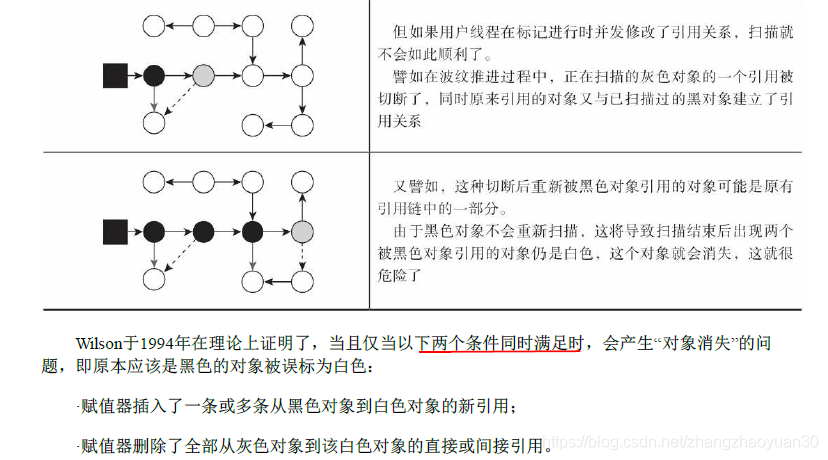 但如果用户线程在标记进行时并发修改了引用关系，扫描就
不会如此顺利了。
譬如在波纹推进过程中，正在扫描的灰色对象的一个引用被
切断了，同时原来引用的对象又与已扫描过的黑对象建立了引
用关系
又譬如，这种切断后重新被黑色对象引用的对象可能是原有
引用链中的一部分。
由于黑色对象不会重新扫描，这将导致扫描结束后出现两个
被黑色对象引用的对象仍是白色，这个对象就会消失，这就很
危险了
Wilson于1994年在理论上证明了，当且仅当以下两个条件同时满足时，会产生“对象消失”的问
题，即原本应该是黑色的对象被误标为白色：
·赋值器插入了一条或多条从黑色对象到白色对象的新引用；
·赋值器删除了全部从灰色对象到该白色对象的直接或间接引用。
https://blog.csdn.net/zhangzhaoyuan30